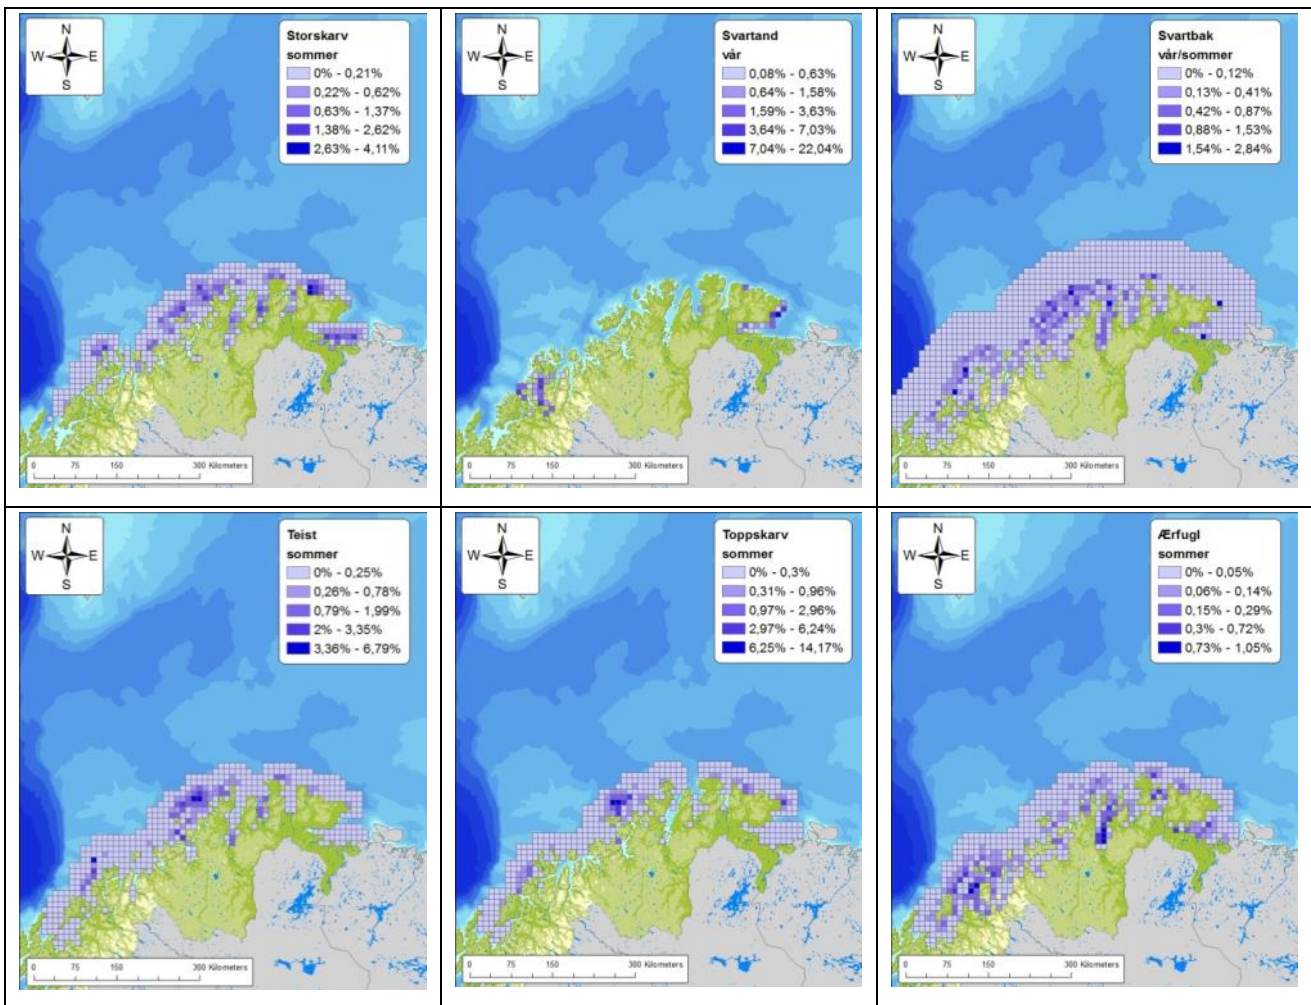 N
W E
S
Storskarv
sommer
0% - 0,21%
0,22% - 0,62%
0,63% - 1,37%
1,38% - 2,62%
2,63% - 4,11%
0 75 150 300 Kilometers
N
W E
S
Svartand
vår
0,08% - 0,63%
0,64% - 1,58%
1,59% - 3,63%
3,64% - 7,03%
7,04% - 22,04%
0 75 150 300 Kilometers
N
W E
S
Svartbak
vår/sommer
0% - 0,12%
0,13% - 0,41%
0,42% - 0,87%
0,88% - 1,53%
1,54% - 2,84%
0 75 150 300 Kilometers
N
W E
S
Teist
sommer
0% - 0,25%
0,26% - 0,78%
0,79% - 1,99%
2% - 3,35%
3,36% - 6,79%
0 75 150 300 Kilometers
N
W E
S
Toppskarv
sommer
0% - 0,3%
0,31% - 0,96%
0,97% - 2,96%
2,97% - 6,24%
6,25% - 14,17%
0 75 150 300 Kilometers
N
W E
S
Ærfugl
sommer
0% - 0,05%
0,06% - 0,14%
0,15% - 0,29%
0,3% - 0,72%
0,73% - 1,05%
0 75 150 300 Kilometers